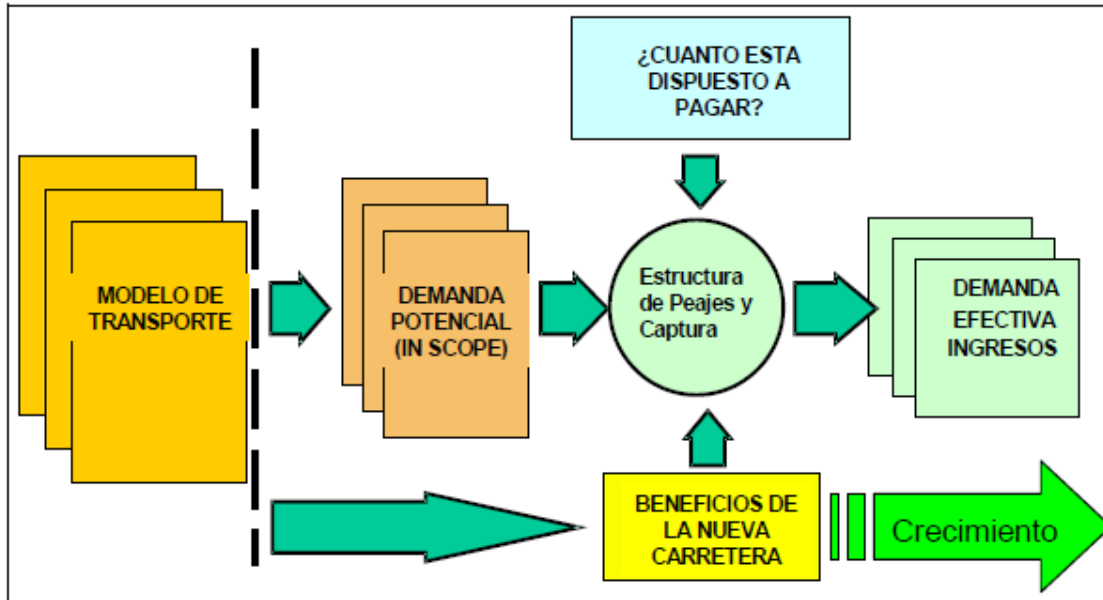 ¿CUANTO ESTA
DISPUESTO A
PAGAR?
MODELO DE
TRANSPORTE
DEMANDA
POTENCIAL
(IN SCOPE)
Estructura
de Peajes y
Captura
DEMANDA
EFECTIVA
INGRESOS
BENEFICIOS DE
LA NUEVA
CARRETERA
Crecimiento